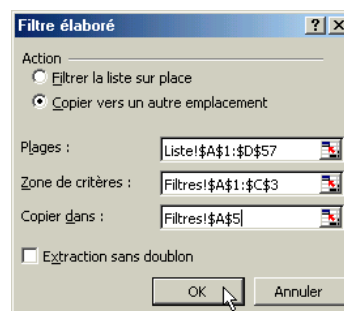 Filtre élaboré
Action
Filtrer la liste sur place
Copier vers un autre emplacement
Plages : Liste!$A$1:$D$57
Zone de critères : Filtres!$A$1:$C$3
Copier dans : Filtres!$A$5
Extraction sans doublon
OK Annuler